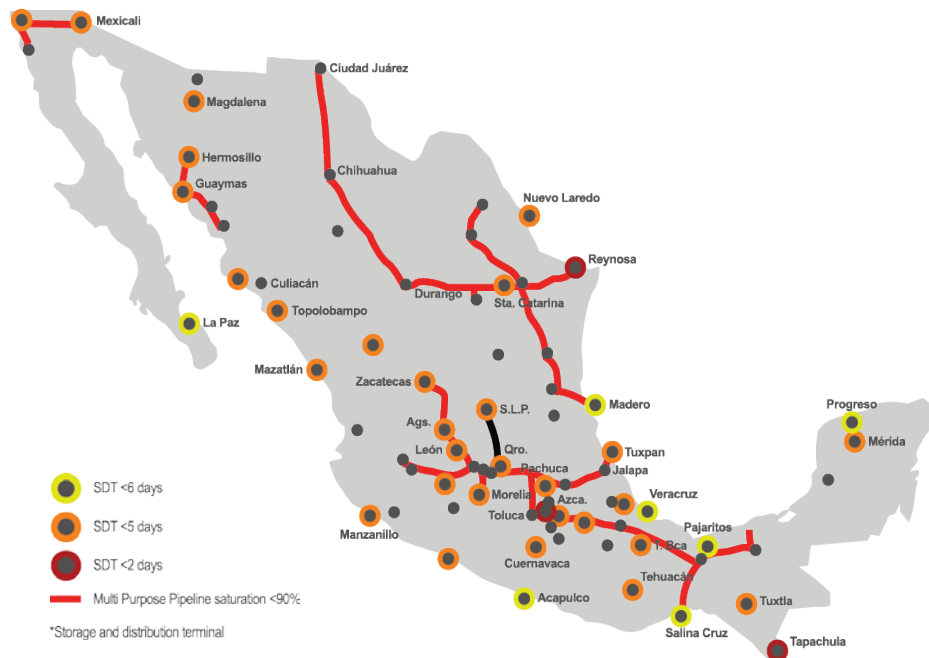 Mexicali
Ciudad Juárez
Magdalena
Hermosillo
Chihuahua
Guaymas
Nuevo Laredo
Reynosa
Culiacán
Durango
Sta. Catarina
Topolobampo
La Paz
Mazatlán
Zacatecas
S.L.P.
Madero
Progreso
Ags.
Mérida
León
Qro.
Tuxpan
Pachuca
Jalapa
SDT <6 days
Morelia
Azca.
Veracruz
Toluca
SDT <5 days
Manzanillo
Pajaritos
T. Bca
Cuernavaca
SDT <2 days
Tehuacán
Multi Purpose Pipeline saturation <90%
Acapulco
Tuxtla
*Storage and distribution terminal
Salina Cruz
Tapachula